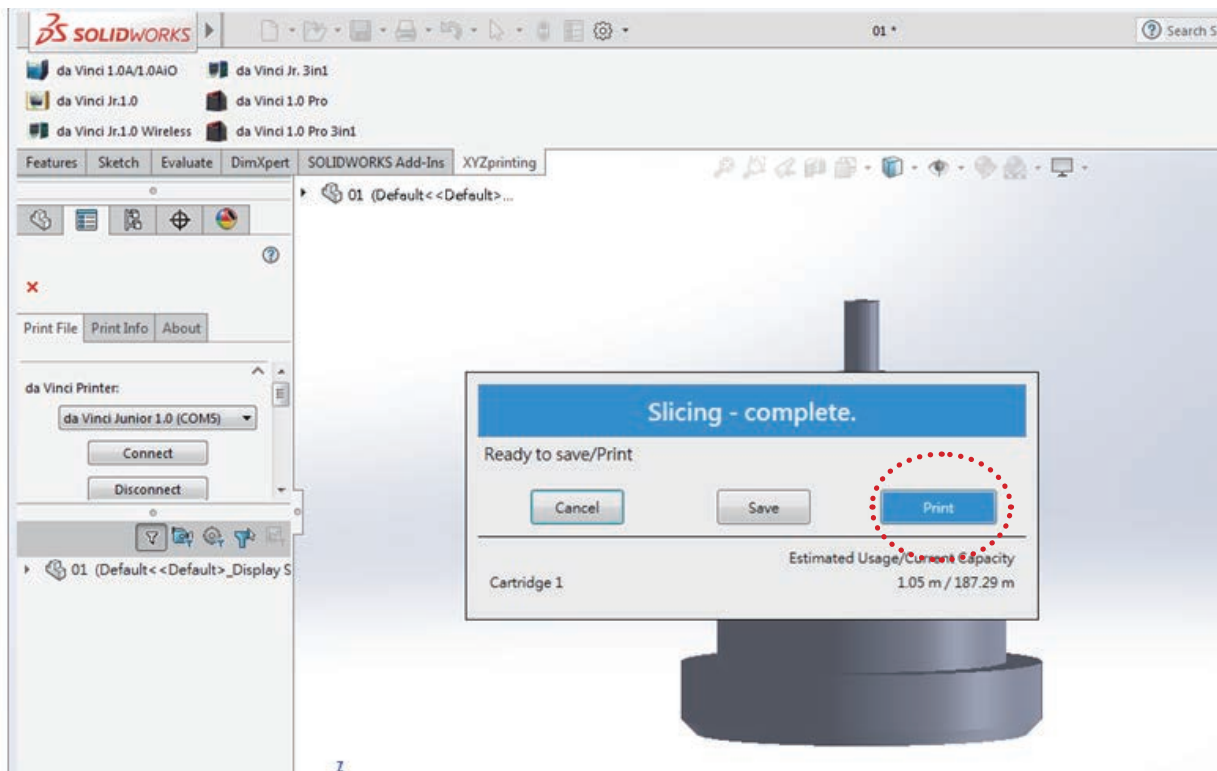 SOLIDWORKS
01 *
Search S
da Vinci 1.0A/1.0AiO
da Vinci Jr. 3in1
da Vinci Jr.1.0
da Vinci 1.0 Pro
da Vinci Jr.1.0 Wireless
da Vinci 1.0 Pro 3in1
Features
Sketch
Evaluate
DimXpert
SOLIDWORKS Add-Ins
XYZprinting
01 (Default<<Default>...
Print File
Print Info
About
da Vinci Printer:
da Vinci Junior 1.0 (COM5)
Connect
Disconnect
01 (Default<<Default>_Display S
Slicing - complete.
Ready to save/Print
Cancel
Save
Print
Estimated Usage/Current Capacity
Cartridge 1
1.05 m / 187.29 m
Z